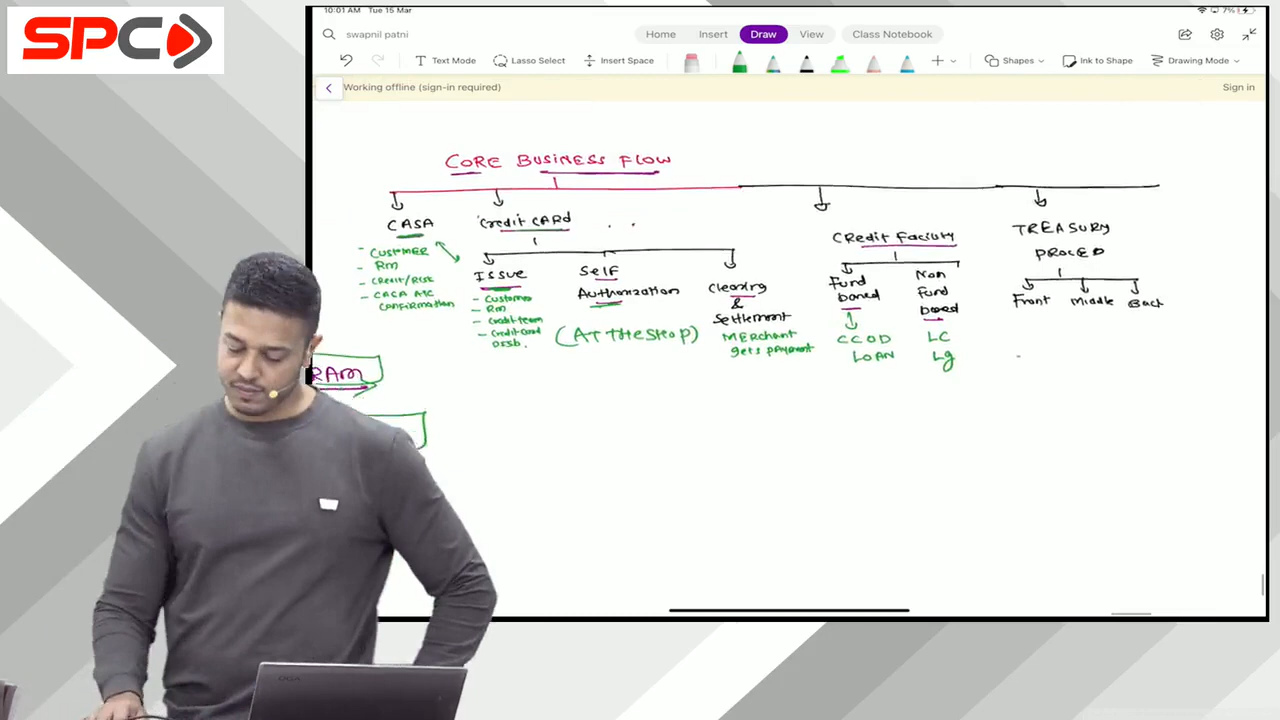 SPC
10:01 AM Tue 15 Mar
7%
swapnil patni
Home Insert Draw View Class Notebook
Text Mode Lasso Select Insert Space Shapes Ink to Shape Drawing Mode
Working offline (sign-in required) Sign in
CORE BUSINESS FLOW
CASA
- CUSTOMER
- RM
- CREDIT/RISK
- CASA A/C
CONFIRMATION
Credit CARd
ISSUE
- Customer
- RM
- Credit team
- Credit Card
Self
Authorization
(AT THE SHOP)
Clearing
&
Settlement
MERchant
gets payment
CRedit Facility
Fund
based
CCOD
LOAN
Non
Fund
based
LC
Lg
TREASURY
PROCED
Front Middle Back
RAM